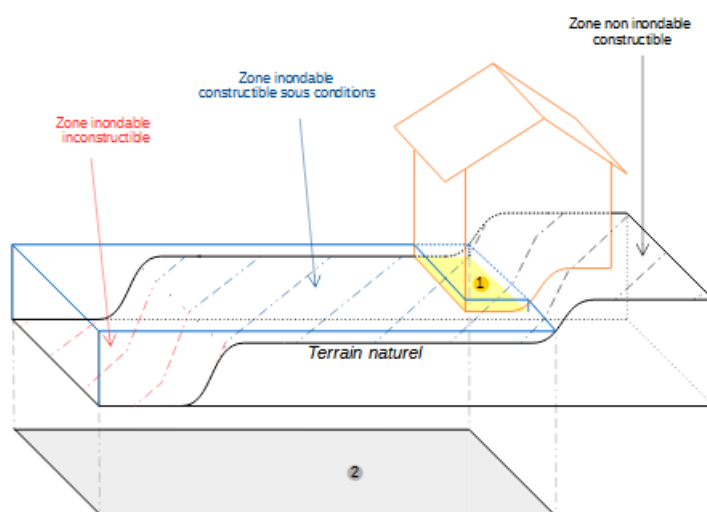 Zone non inondable
constructible
Zone inondable
constructible sous conditions
Zone inondable
inconstructible
1
Terrain naturel
2